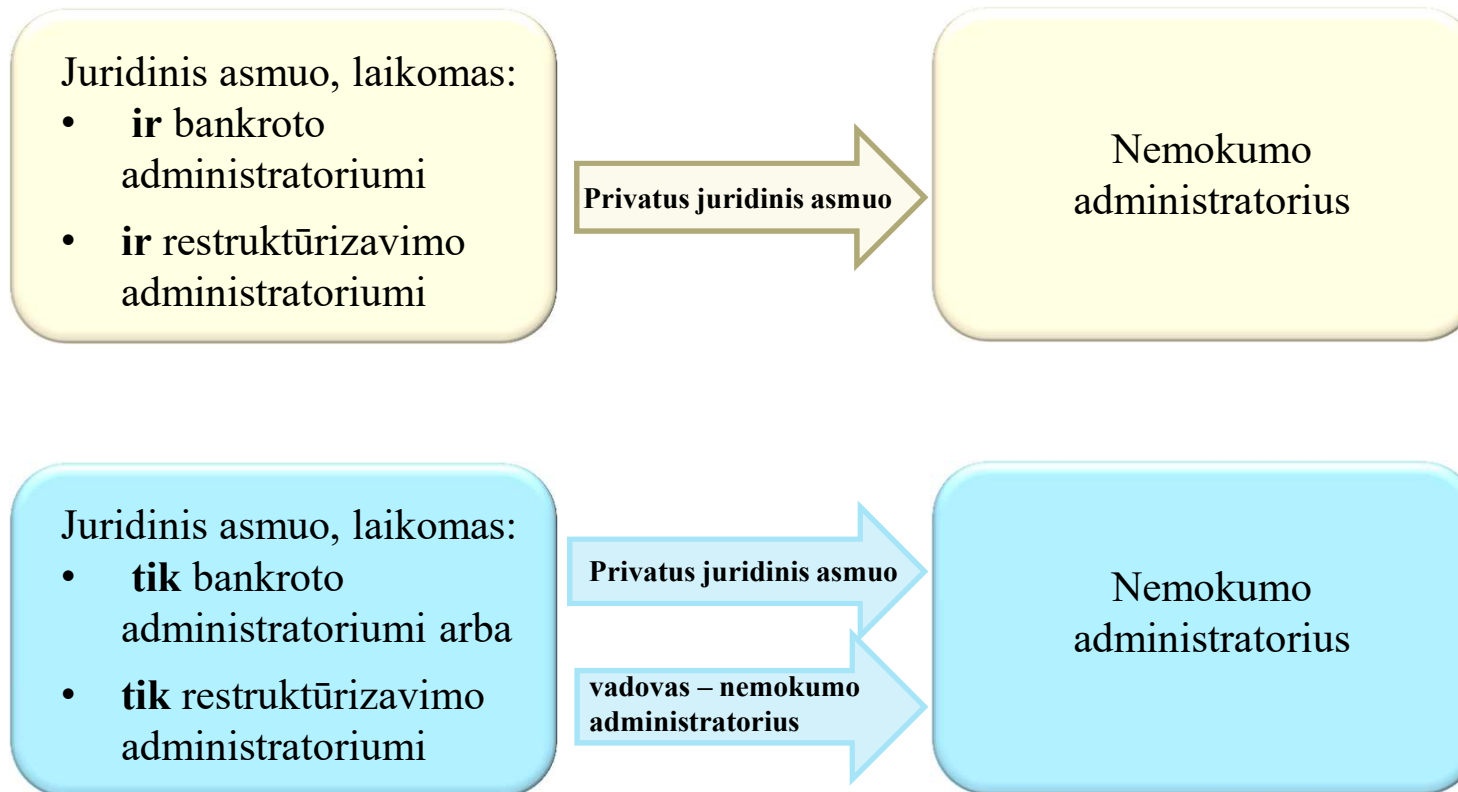 Juridinis asmuo, laikomas:
• ir bankroto
administratoriumi
• ir restruktūrizavimo
administratoriumi
Privatus juridinis asmuo
Nemokumo
administratorius
Juridinis asmuo, laikomas:
• tik bankroto
administratoriumi arba
• tik restruktūrizavimo
administratoriumi
Privatus juridinis asmuo
vadovas – nemokumo
administratorius
Nemokumo
administratorius